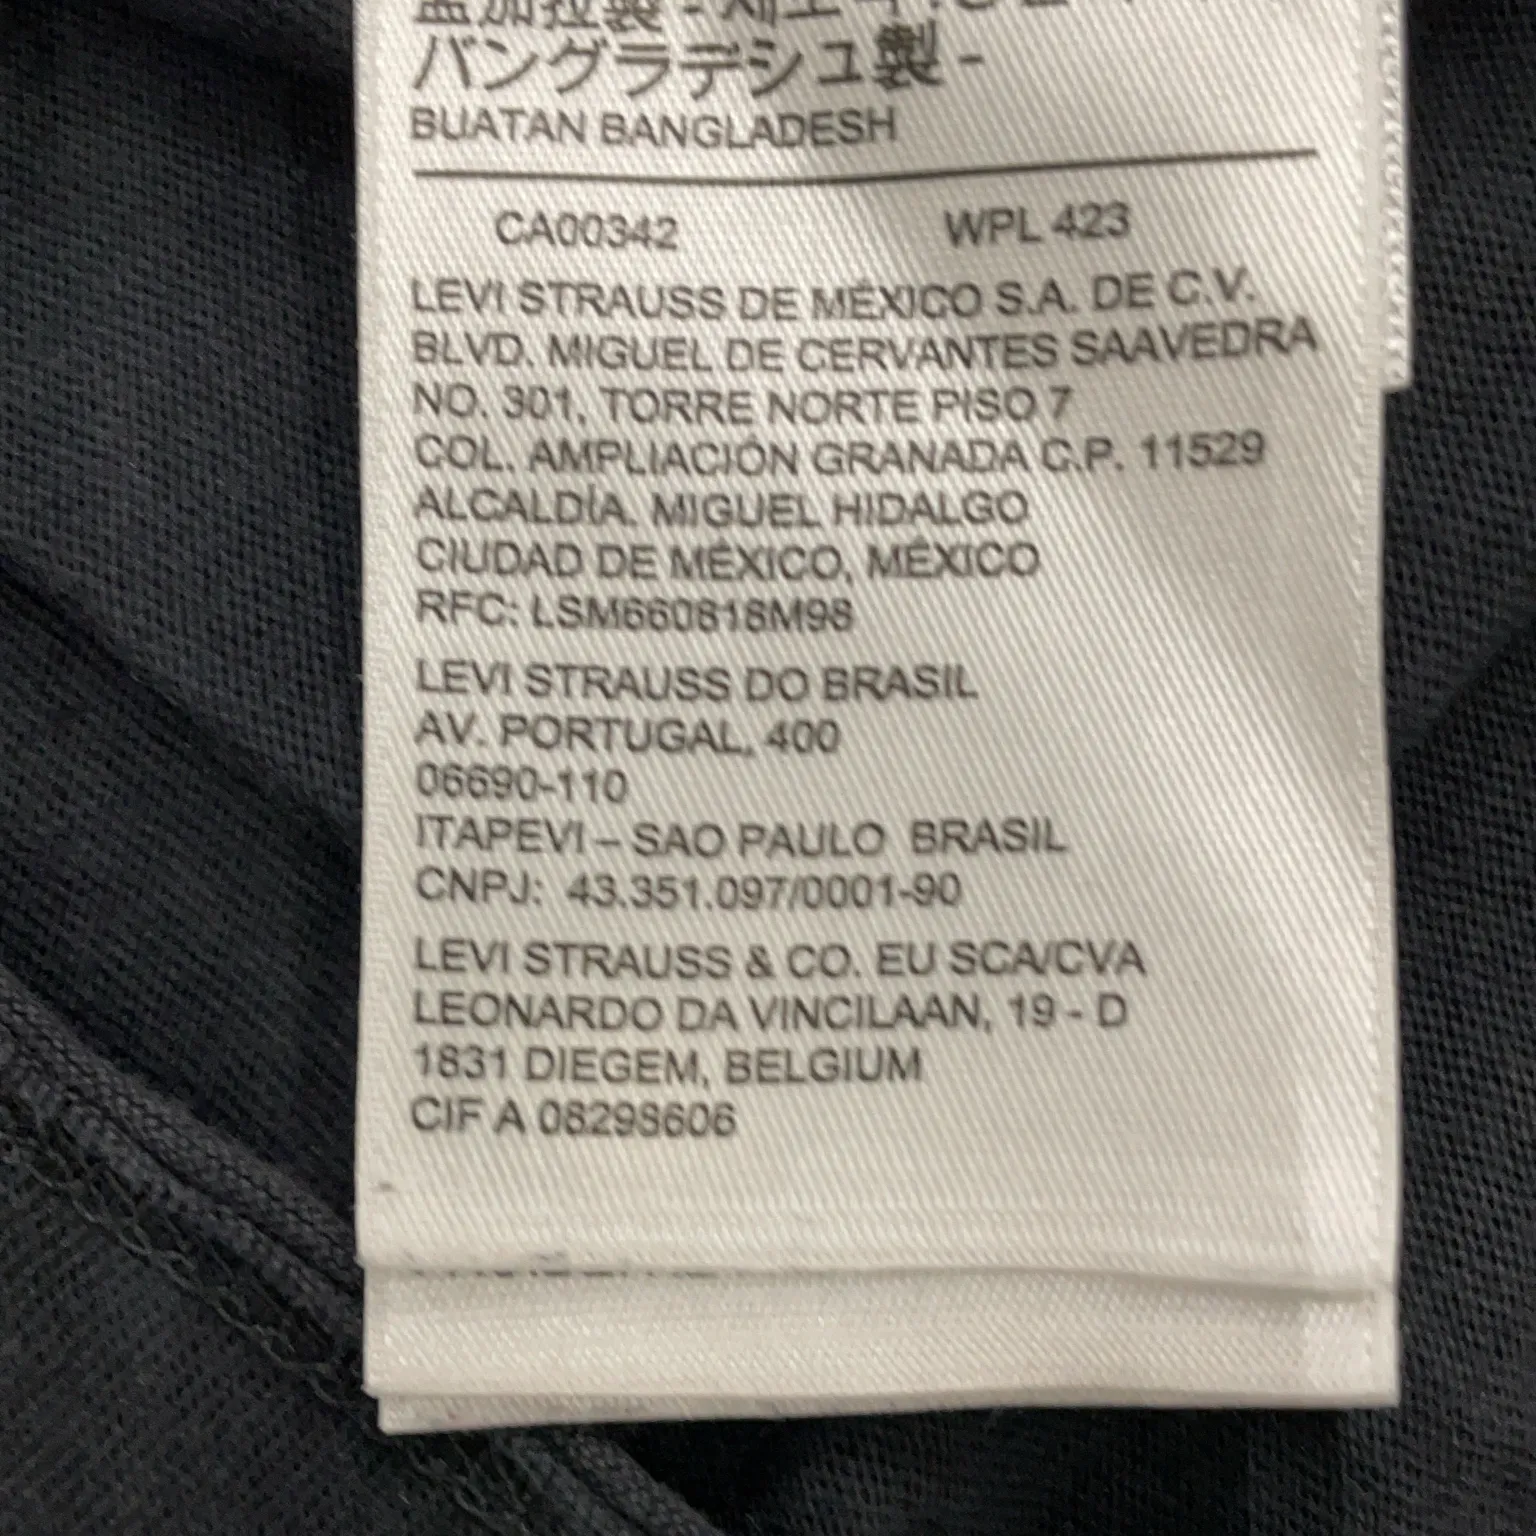 孟加拉製 -
バングラデシュ製 -
BUATAN BANGLADESH
CA00342 WPL 423
LEVI STRAUSS DE MÉXICO S.A. DE C.V.
BLVD. MIGUEL DE CERVANTES SAAVEDRA
NO. 301, TORRE NORTE PISO 7
COL. AMPLIACIÓN GRANADA C.P. 11529
ALCALDÍA. MIGUEL HIDALGO
CIUDAD DE MÉXICO, MÉXICO
RFC: LSM660818M98
LEVI STRAUSS DO BRASIL
AV. PORTUGAL, 400
06690-110
ITAPEVI – SAO PAULO BRASIL
CNPJ: 43.351.097/0001-90
LEVI STRAUSS & CO. EU SCA/CVA
LEONARDO DA VINCILAAN, 19 - D
1831 DIEGEM, BELGIUM
CIF A 08298606